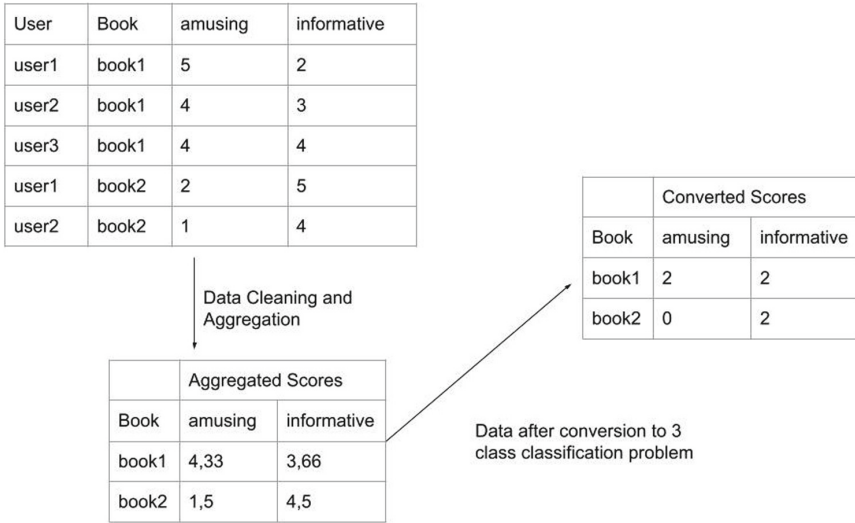 User Book amusing informative
user1 book1 5 2
user2 book1 4 3
user3 book1 4 4
user1 book2 2 5
user2 book2 1 4
Data Cleaning and
Aggregation
Aggregated Scores
Book amusing informative
book1 4,33 3,66
book2 1,5 4,5
Converted Scores
Book amusing informative
book1 2 2
book2 0 2
Data after conversion to 3
class classification problem